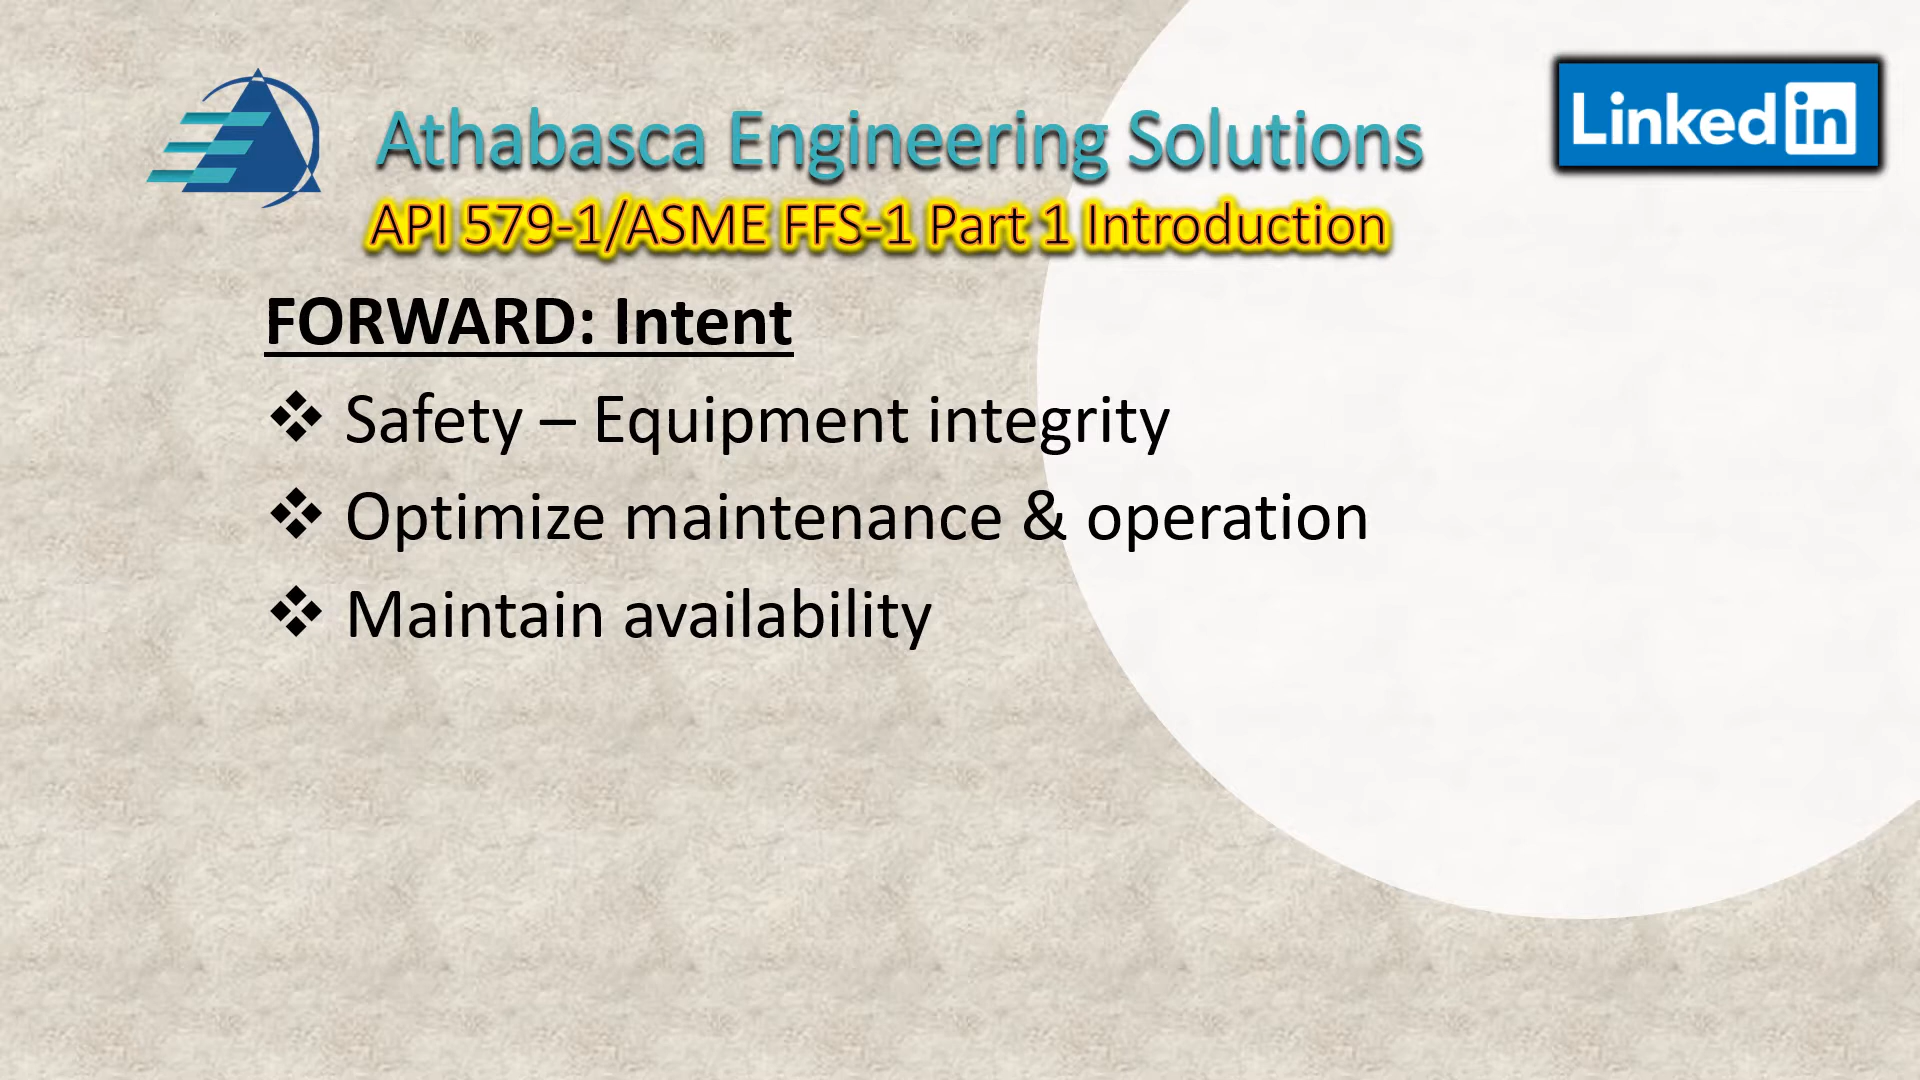 Athabasca Engineering Solutions
LinkedIn
API 579-1/ASME FFS-1 Part 1 Introduction
FORWARD: Intent
❖ Safety – Equipment integrity
❖ Optimize maintenance & operation
❖ Maintain availability